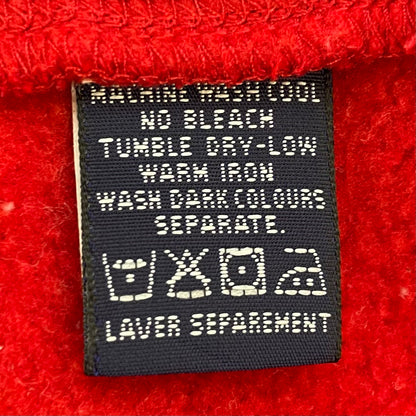 MACHINE WASH COOL
NO BLEACH
TUMBLE DRY-LOW
WARM IRON
WASH DARK COLOURS
SEPARATE.
LAVER SEPAREMENT